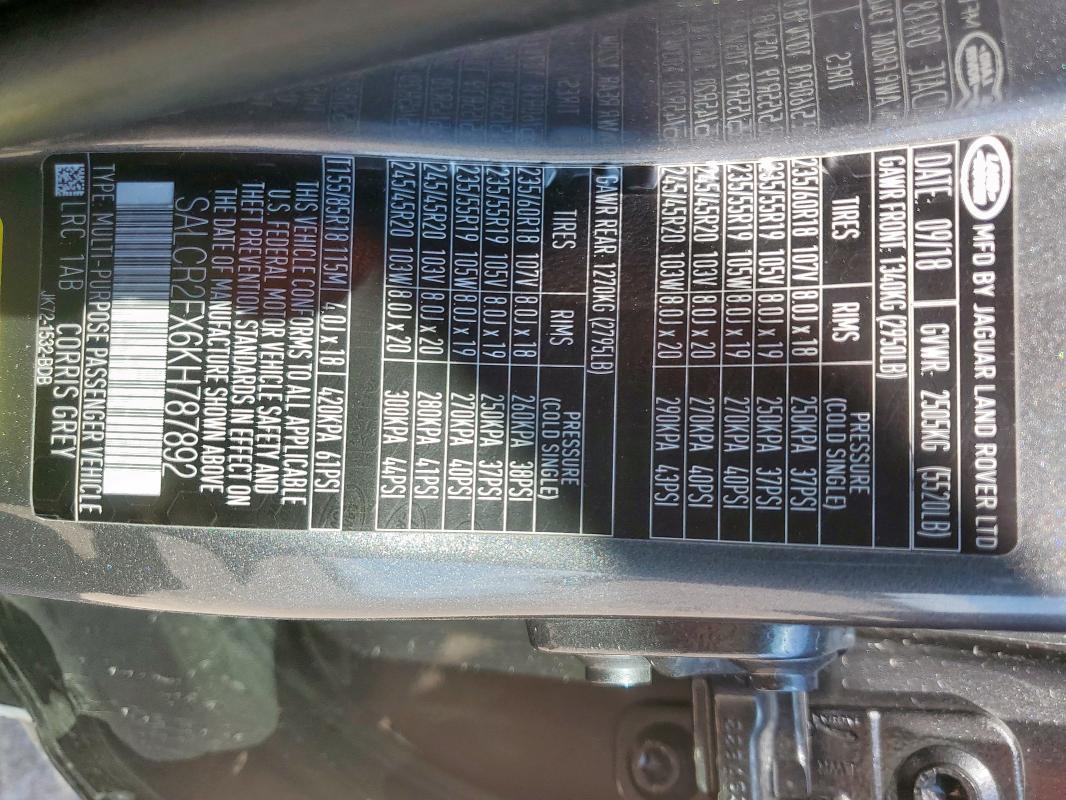 LAND ROVER MFD BY JAGUAR LAND ROVER LTD
DATE: 09/18 GVWR: 2505KG (5520LB)
GAWR FRONT: 1340KG (2950LB)
TIRES RIMS PRESSURE (COLD SINGLE)
235/60R18 107V 8.0J x 18 250KPA 37PSI
235/55R19 105V 8.0J x 19 250KPA 37PSI
235/55R19 105W 8.0J x 19 270KPA 40PSI
245/45R20 103V 8.0J x 20 270KPA 40PSI
245/45R20 103W 8.0J x 20 290KPA 43PSI
GAWR REAR: 1270KG (2795LB)
TIRES RIMS PRESSURE (COLD SINGLE)
235/60R18 107V 8.0J x 18 260KPA 38PSI
235/55R19 105V 8.0J x 19 250KPA 37PSI
235/55R19 105W 8.0J x 19 270KPA 40PSI
245/45R20 103V 8.0J x 20 280KPA 41PSI
245/45R20 103W 8.0J x 20 300KPA 44PSI
T155/85R18 115M 4.0J x 18 420KPA 61PSI
THIS VEHICLE CONFORMS TO ALL APPLICABLE
U.S. FEDERAL MOTOR VEHICLE SAFETY AND
THEFT PREVENTION STANDARDS IN EFFECT ON
THE DATE OF MANUFACTURE SHOWN ABOVE
SALCR2FX6KH787892
TYPE: MULTI-PURPOSE PASSENGER VEHICLE
LRC: 1AB CORRIS GREY
JK72-1532-BDB